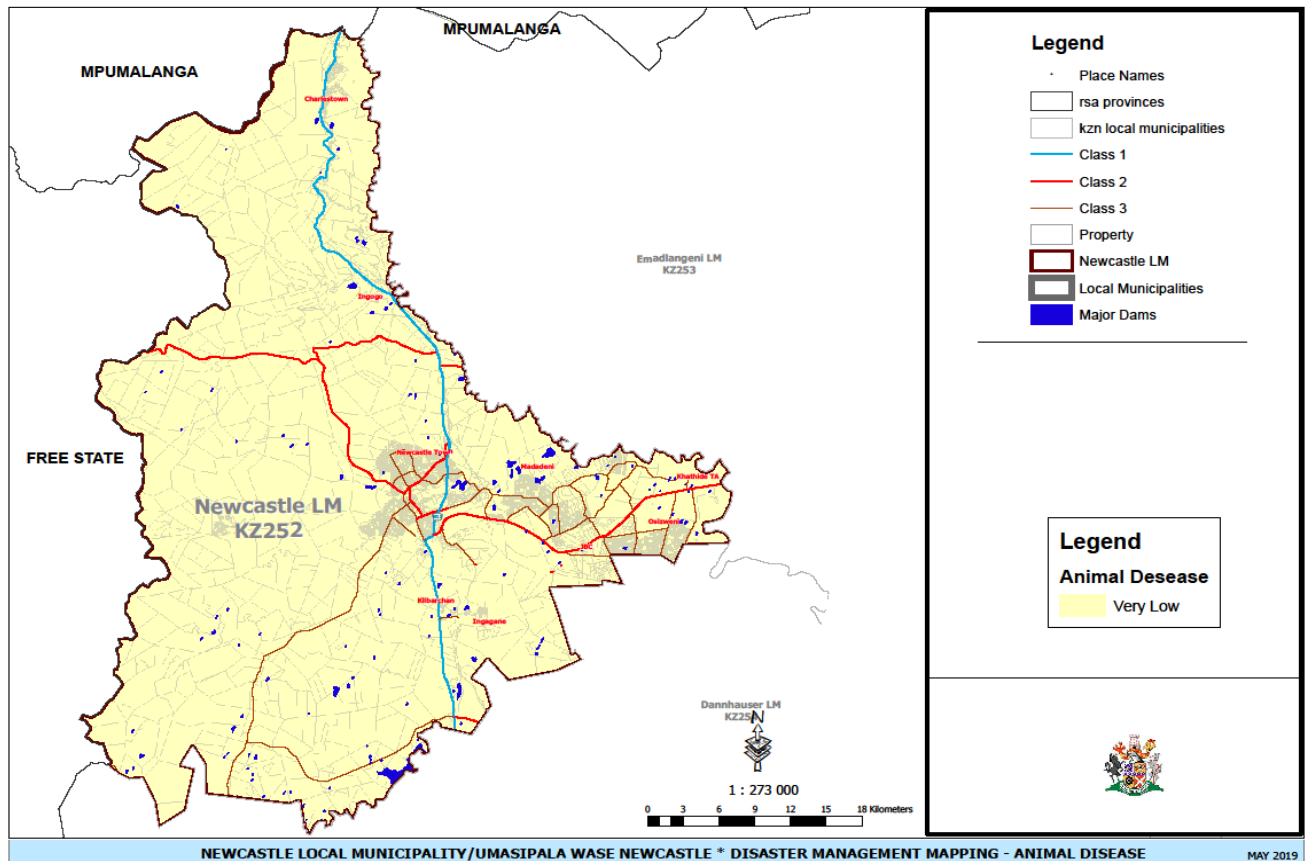 MPUMALANGA
MPUMALANGA
Charlestown
Emadlangeni LM
KZ253
Ingogo
FREE STATE
Newcastle Town
Madadeni
Khathide TA
Newcastle LM
KZ252
Osizweni
JBC
Kilbarchan
Ingagane
Dannhauser LM
KZ25
N
1 : 273 000
0 3 6 9 12 15 18 Kilometers
Legend
Place Names
rsa provinces
kzn local municipalities
Class 1
Class 2
Class 3
Property
Newcastle LM
Local Municipalities
Major Dams
Legend
Animal Desease
Very Low
NEWCASTLE LOCAL MUNICIPALITY/UMASIPALA WASE NEWCASTLE * DISASTER MANAGEMENT MAPPING - ANIMAL DISEASE
MAY 2019